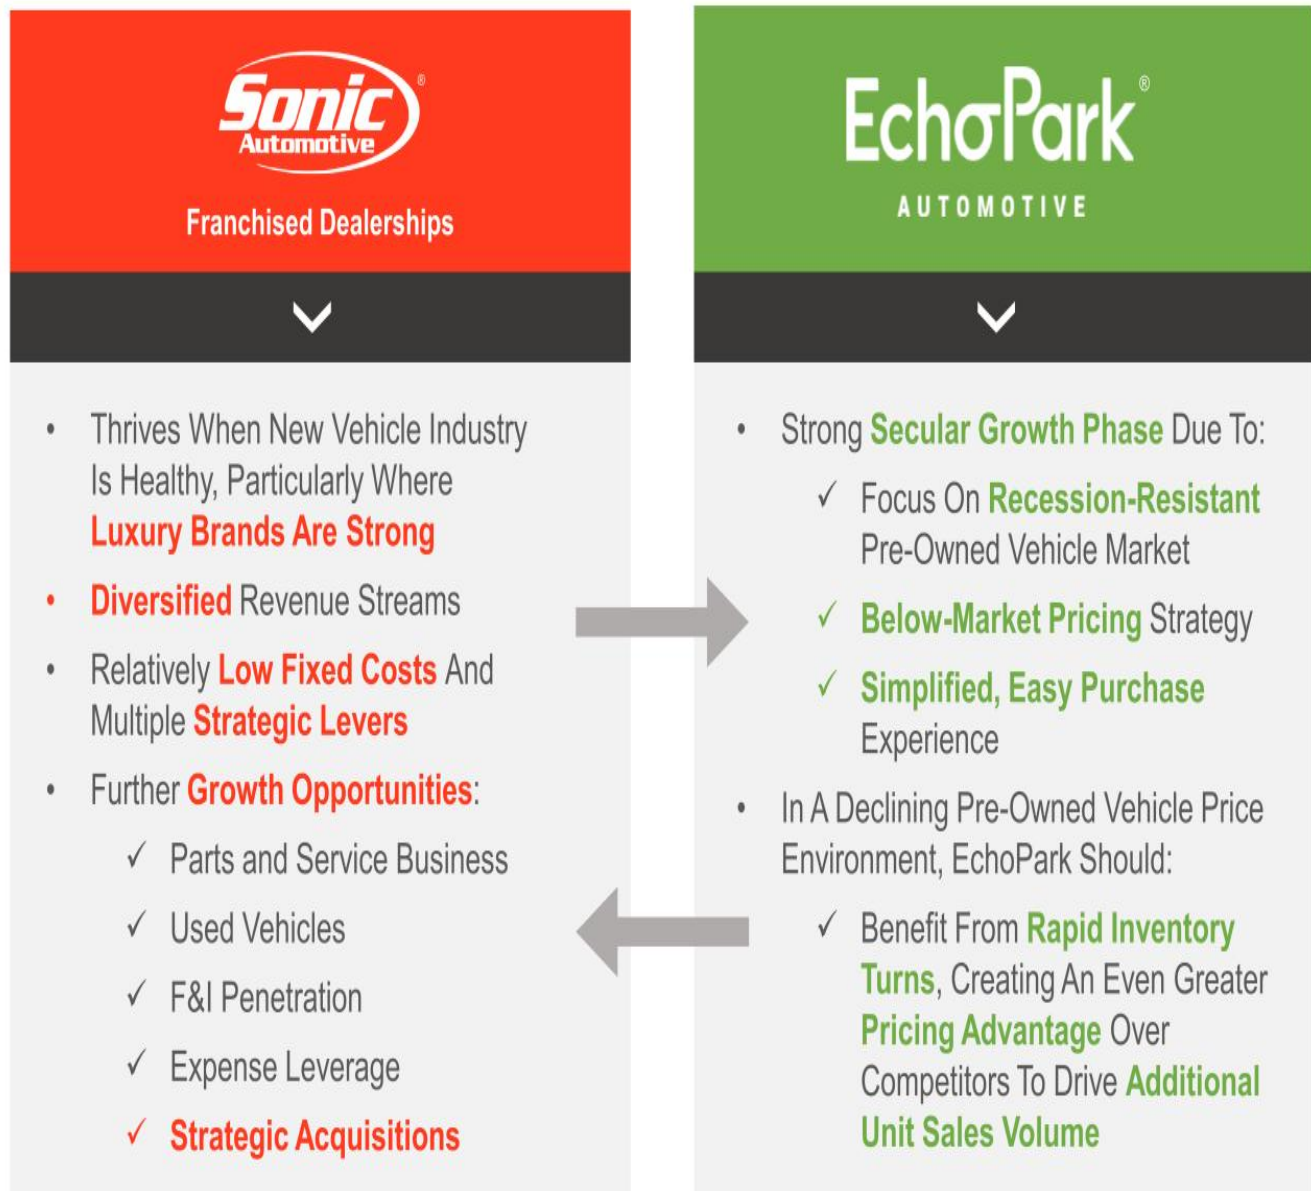 Sonic®
Automotive
Franchised Dealerships
• Thrives When New Vehicle Industry
Is Healthy, Particularly Where
Luxury Brands Are Strong
• Diversified Revenue Streams
• Relatively Low Fixed Costs And
Multiple Strategic Levers
• Further Growth Opportunities:
✓ Parts and Service Business
✓ Used Vehicles
✓ F&I Penetration
✓ Expense Leverage
✓ Strategic Acquisitions
EchoPark®
AUTOMOTIVE
• Strong Secular Growth Phase Due To:
✓ Focus On Recession-Resistant
Pre-Owned Vehicle Market
✓ Below-Market Pricing Strategy
✓ Simplified, Easy Purchase
Experience
• In A Declining Pre-Owned Vehicle Price
Environment, EchoPark Should:
✓ Benefit From Rapid Inventory
Turns, Creating An Even Greater
Pricing Advantage Over
Competitors To Drive Additional
Unit Sales Volume